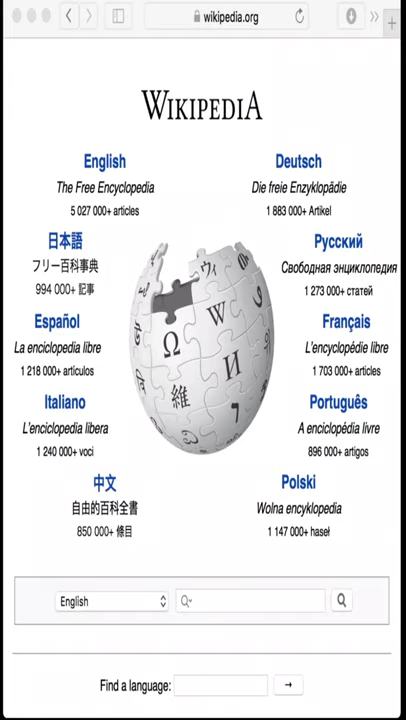 wikipedia.org
WIKIPEDIA
English
The Free Encyclopedia
5 027 000+ articles
Deutsch
Die freie Enzyklopädie
1 883 000+ Artikel
日本語
フリー百科事典
994 000+ 記事
Русский
Свободная энциклопедия
1 273 000+ статей
Español
La enciclopedia libre
1 218 000+ artículos
Français
L'encyclopédie libre
1 703 000+ articles
Italiano
L'enciclopedia libera
1 240 000+ voci
Português
A enciclopédia livre
896 000+ artigos
中文
自由的百科全書
850 000+ 條目
Polski
Wolna encyklopedia
1 147 000+ haseł
ウィ
W
Ω
И
維
English
Find a language: